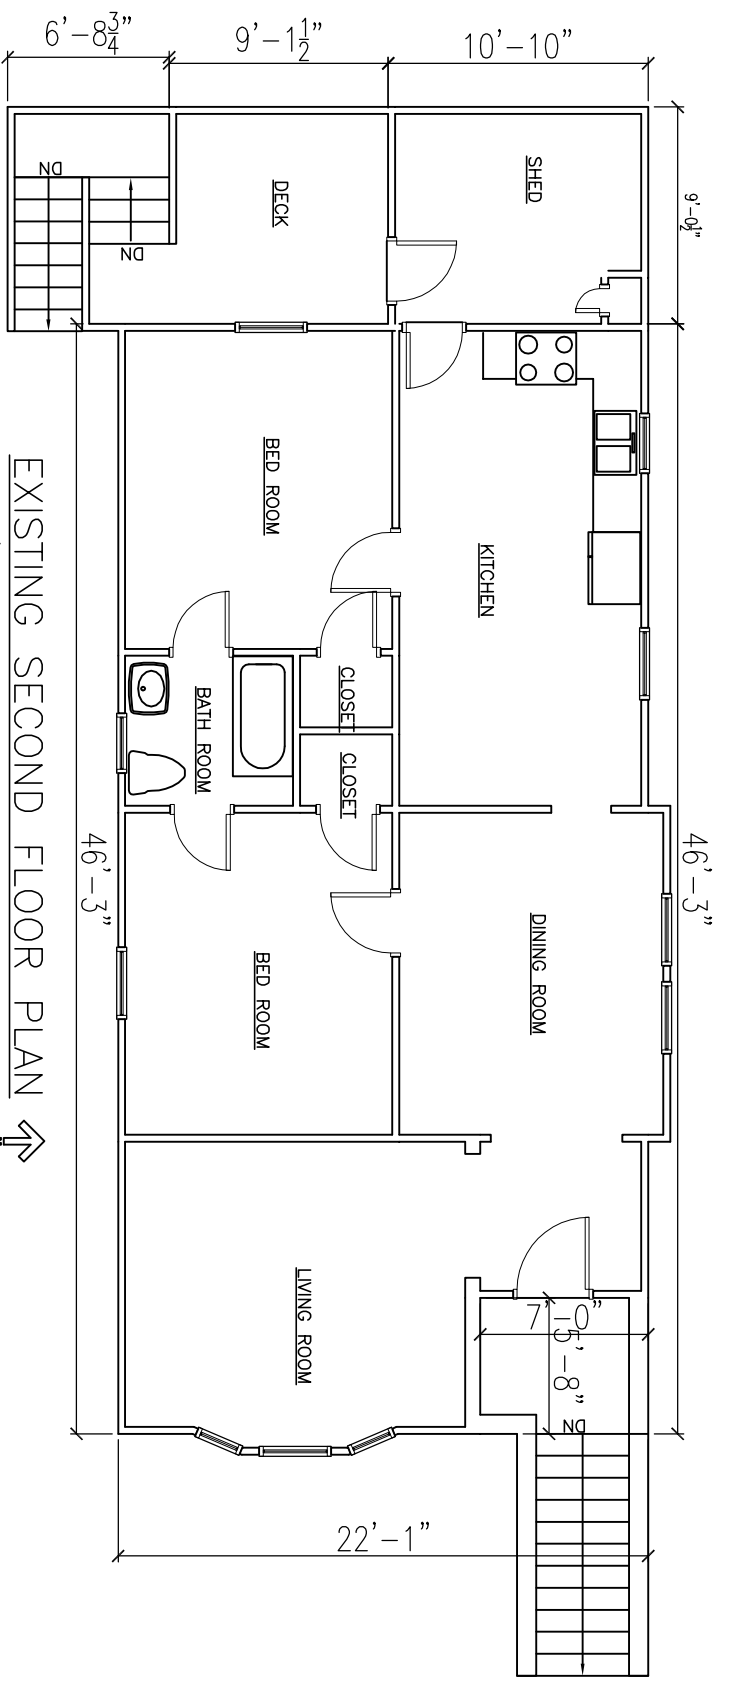 6'-8¾"
9'-1½"
10'-10"
9'-0½"
SHED
DECK
DN
DN
BED ROOM
KITCHEN
CLOSET
BATH ROOM
CLOSET
46'-3"
46'-3"
DINING ROOM
BED ROOM
LIVING ROOM
7'-0"
5'-8"
DN
22'-1"
EXISTING SECOND FLOOR PLAN